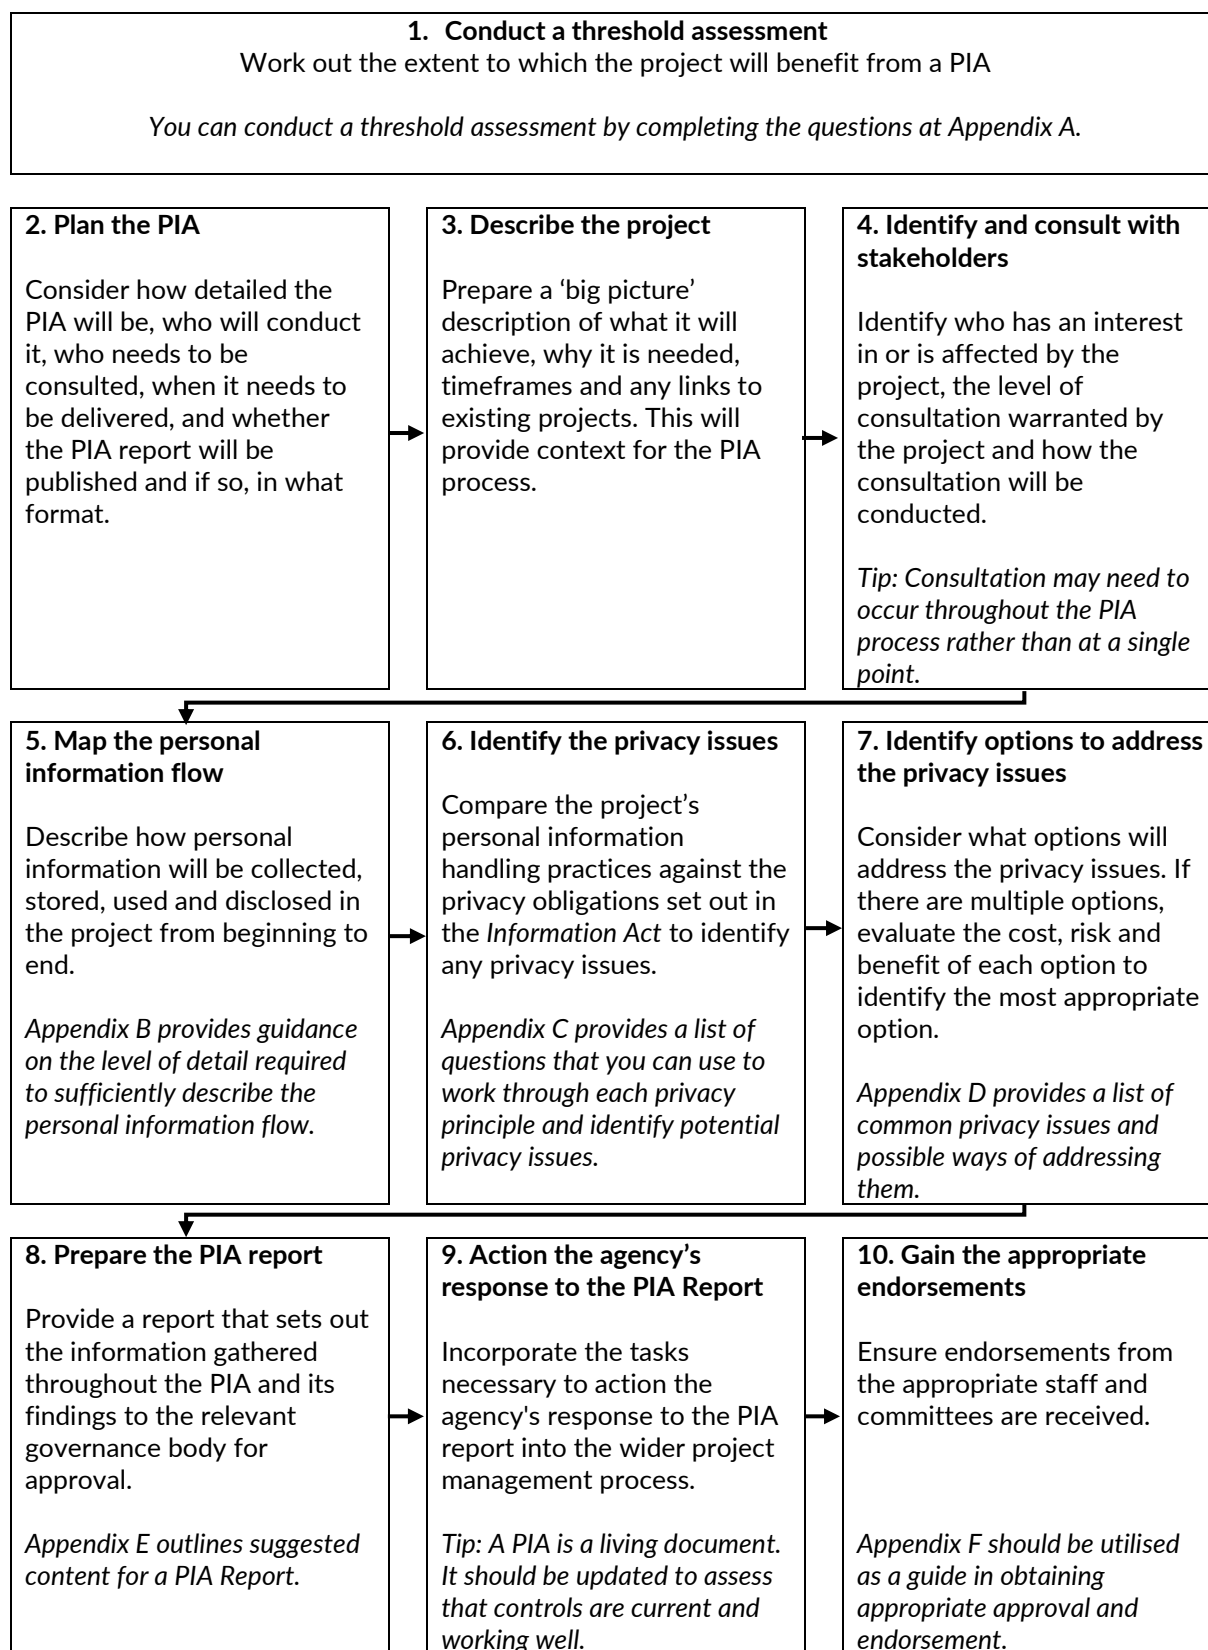 1. Conduct a threshold assessment
Work out the extent to which the project will benefit from a PIA
You can conduct a threshold assessment by completing the questions at Appendix A.
2. Plan the PIA
Consider how detailed the
PIA will be, who will conduct
it, who needs to be
consulted, when it needs to
be delivered, and whether
the PIA report will be
published and if so, in what
format.
3. Describe the project
Prepare a ‘big picture’
description of what it will
achieve, why it is needed,
timeframes and any links to
existing projects. This will
provide context for the PIA
process.
4. Identify and consult with
stakeholders
Identify who has an interest
in or is affected by the
project, the level of
consultation warranted by
the project and how the
consultation will be
conducted.
Tip: Consultation may need to
occur throughout the PIA
process rather than at a single
point.
5. Map the personal
information flow
Describe how personal
information will be collected,
stored, used and disclosed in
the project from beginning to
end.
Appendix B provides guidance
on the level of detail required
to sufficiently describe the
personal information flow.
6. Identify the privacy issues
Compare the project’s
personal information
handling practices against the
privacy obligations set out in
the Information Act to identify
any privacy issues.
Appendix C provides a list of
questions that you can use to
work through each privacy
principle and identify potential
privacy issues.
7. Identify options to address
the privacy issues
Consider what options will
address the privacy issues. If
there are multiple options,
evaluate the cost, risk and
benefit of each option to
identify the most appropriate
option.
Appendix D provides a list of
common privacy issues and
possible ways of addressing
them.
8. Prepare the PIA report
Provide a report that sets out
the information gathered
throughout the PIA and its
findings to the relevant
governance body for
approval.
Appendix E outlines suggested
content for a PIA Report.
9. Action the agency’s
response to the PIA Report
Incorporate the tasks
necessary to action the
agency's response to the PIA
report into the wider project
management process.
Tip: A PIA is a living document.
It should be updated to assess
that controls are current and
working well.
10. Gain the appropriate
endorsements
Ensure endorsements from
the appropriate staff and
committees are received.
Appendix F should be utilised
as a guide in obtaining
appropriate approval and
endorsement.